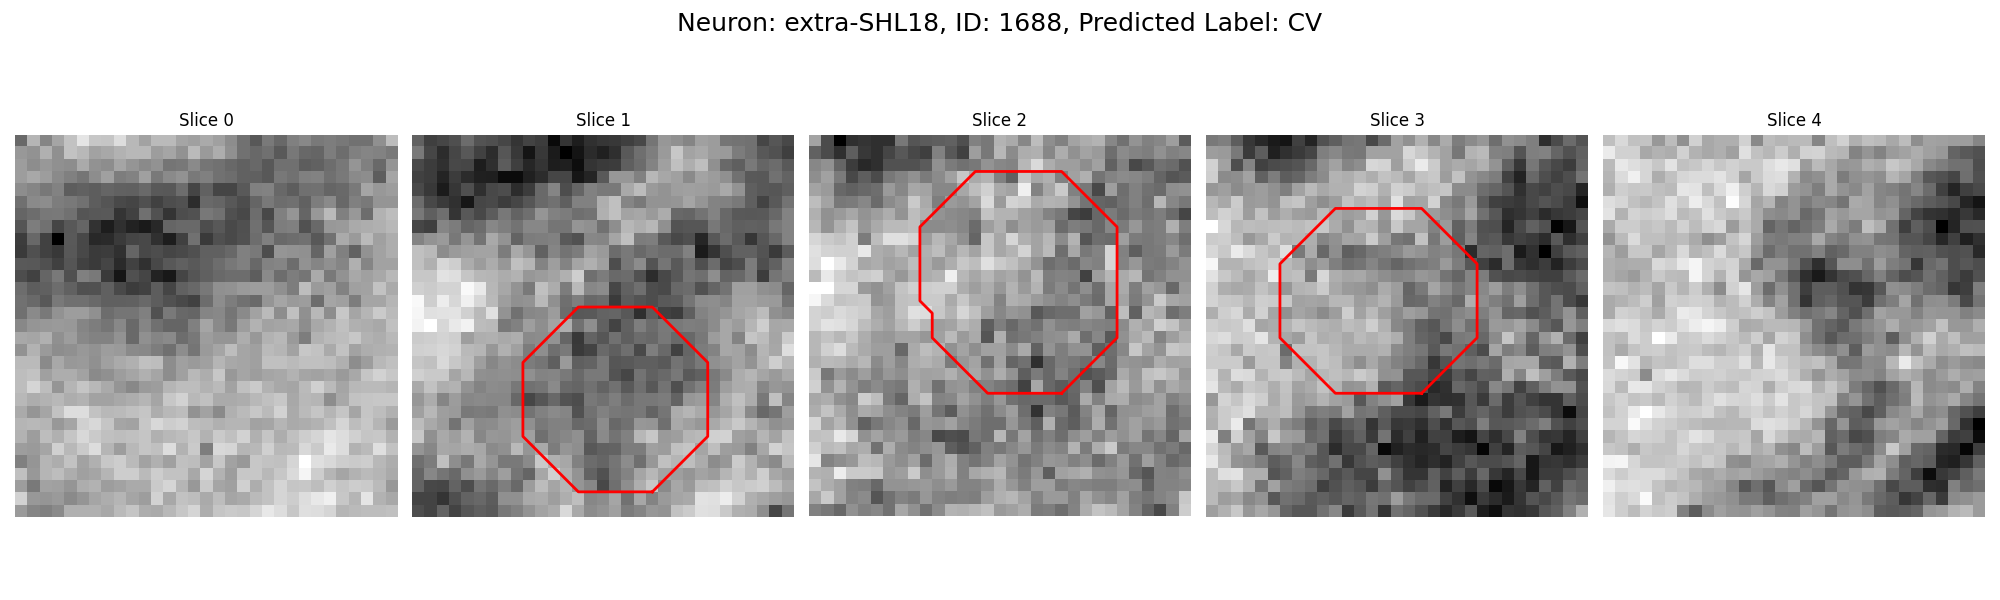 Neuron: extra-SHL18, ID: 1688, Predicted Label: CV
Slice 0
Slice 1
Slice 2
Slice 3
Slice 4